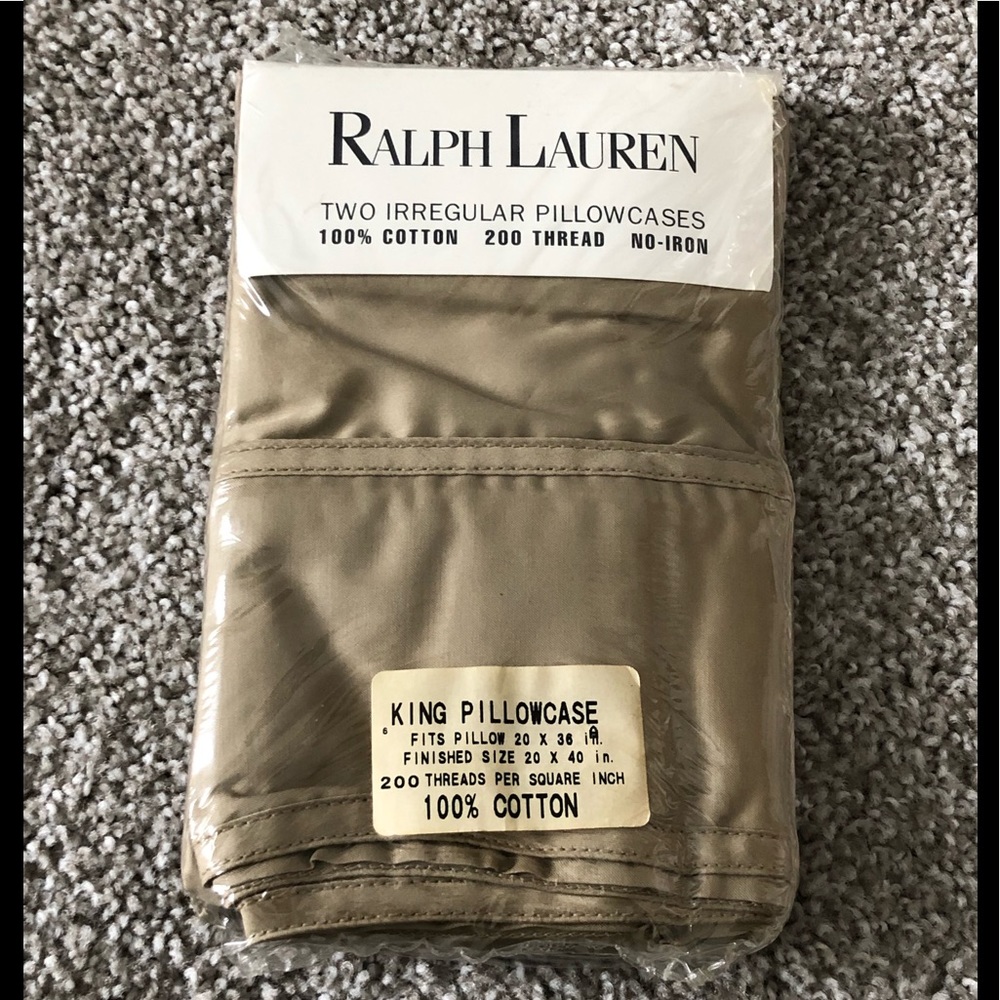 RALPH LAUREN
TWO IRREGULAR PILLOWCASES
100% COTTON 200 THREAD NO-IRON
KING PILLOWCASE
6 FITS PILLOW 20 X 36 in.
FINISHED SIZE 20 X 40 in.
200 THREADS PER SQUARE INCH
100% COTTON